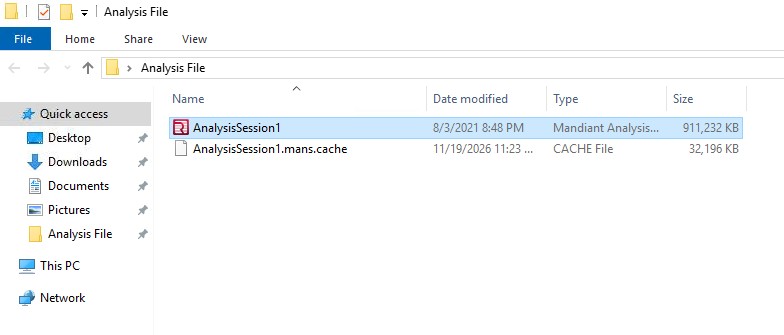 Analysis File
File Home Share View
Analysis File
Name Date modified Type Size
Quick access
AnalysisSession1 8/3/2021 8:48 PM Mandiant Analysis... 911,232 KB
Desktop
AnalysisSession1.mans.cache 11/19/2026 11:23 ... CACHE File 32,196 KB
Downloads
Documents
Pictures
Analysis File
This PC
Network